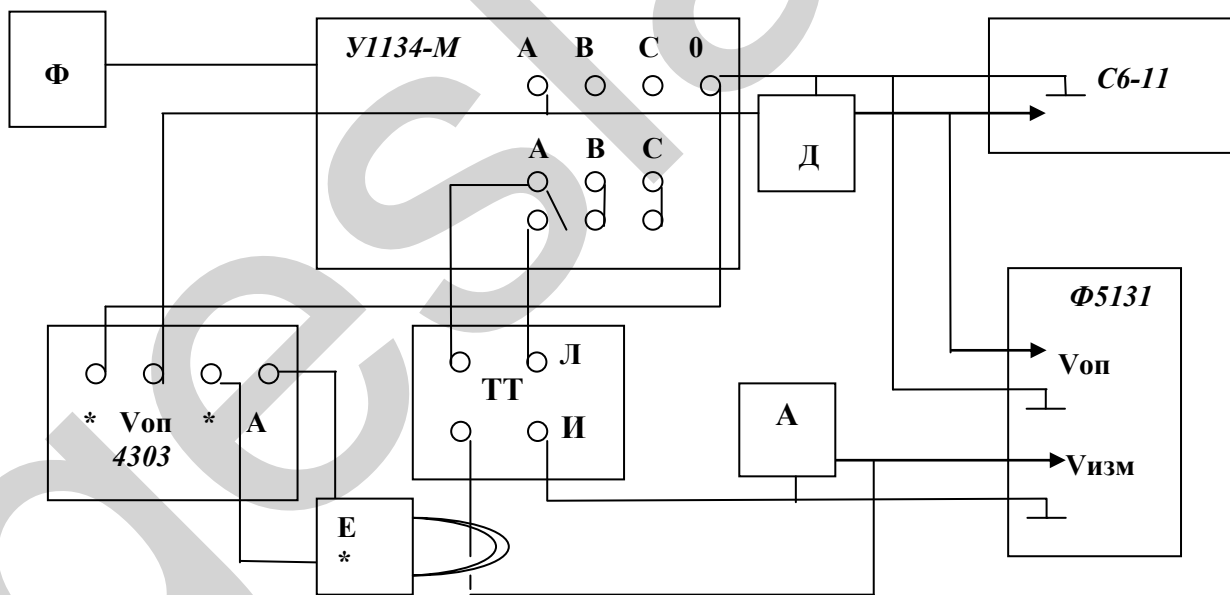 Ф
У1134-М
А В С 0
С6-11
Д
А В С
Ф5131
Vоп
* Vоп * А
4303
Л
ТТ
И
А
Vизм
Е
*